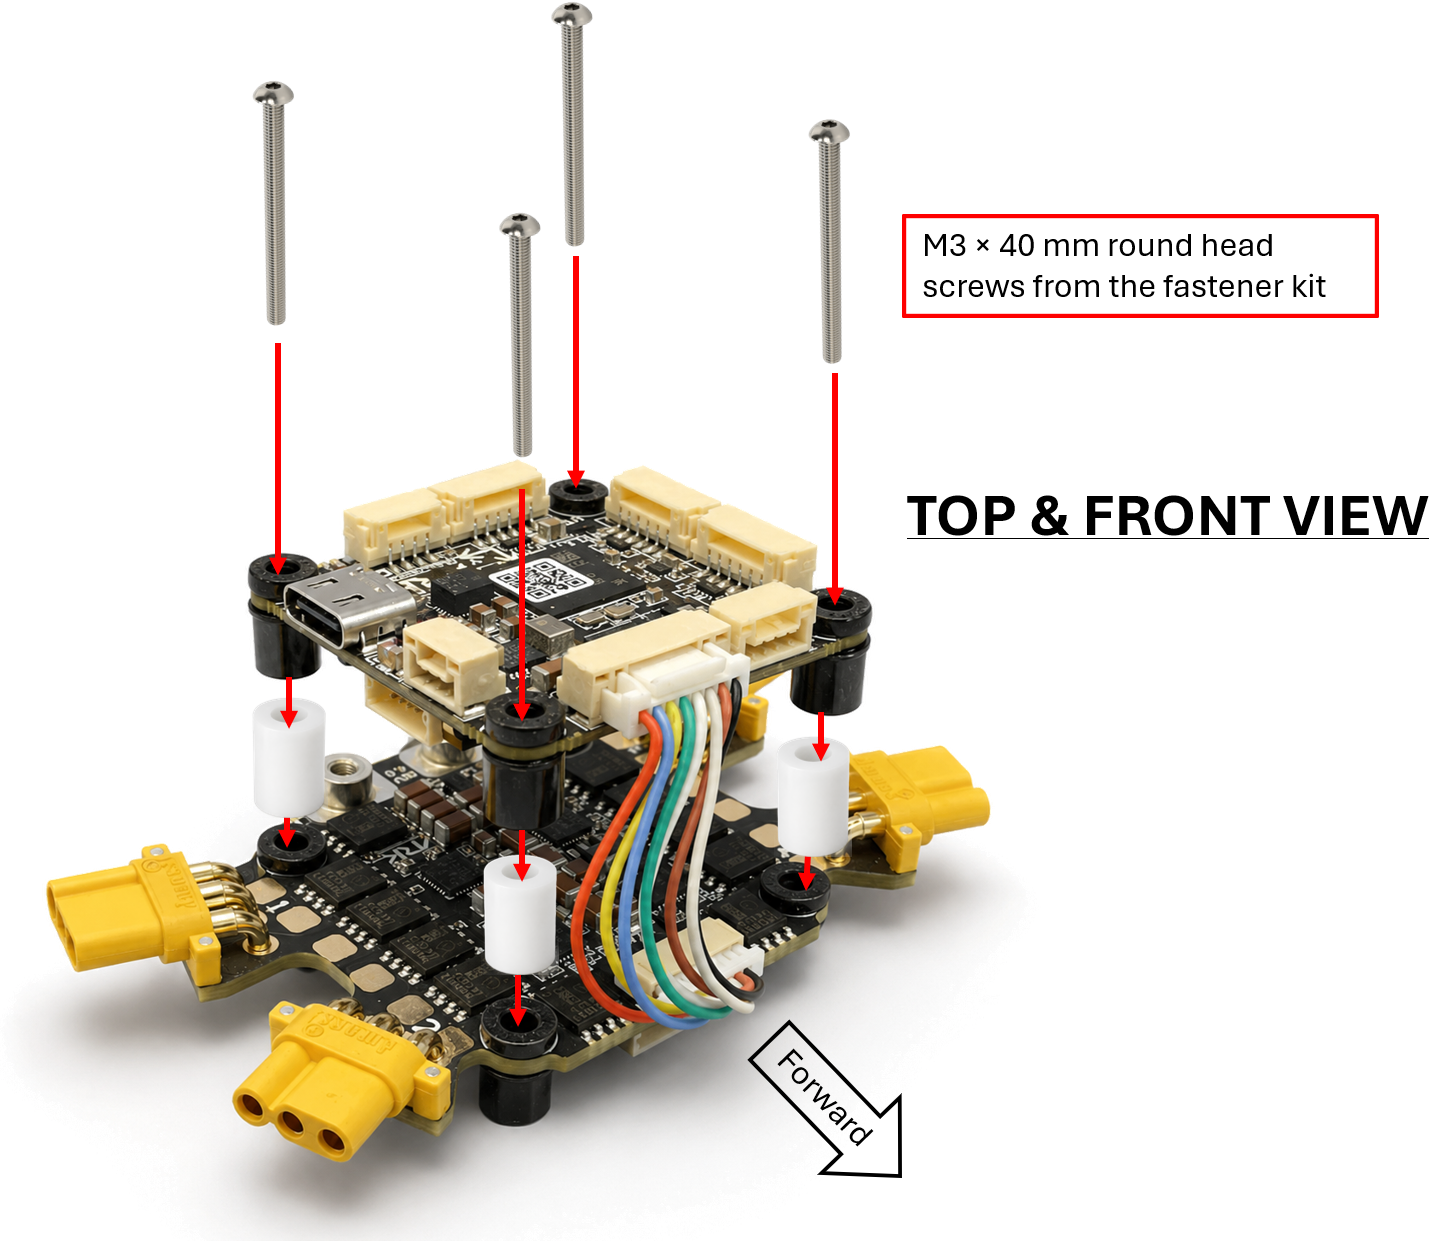 M3 × 40 mm round head
screws from the fastener kit
TOP & FRONT VIEW
Forward